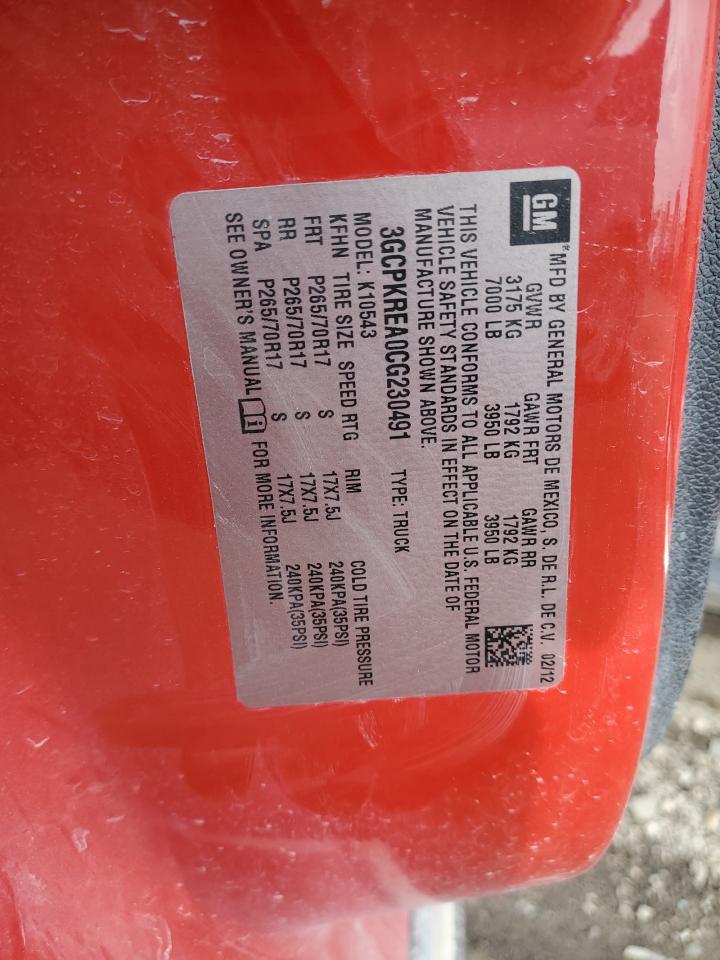 GM
® MFD BY GENERAL MOTORS DE MEXICO, S. DE R.L. DE C.V. 02/12
GVWR GAWR FRT GAWR RR
3175 KG 1792 KG 1792 KG
7000 LB 3950 LB 3950 LB
THIS VEHICLE CONFORMS TO ALL APPLICABLE U.S. FEDERAL MOTOR
VEHICLE SAFETY STANDARDS IN EFFECT ON THE DATE OF
MANUFACTURE SHOWN ABOVE.
3GCPKREA0CG230491 TYPE: TRUCK
MODEL: K10543
KFHN TIRE SIZE SPEED RTG RIM COLD TIRE PRESSURE
FRT P265/70R17 S 17X7.5J 240KPA(35PSI)
RR P265/70R17 S 17X7.5J 240KPA(35PSI)
SPA P265/70R17 S 17X7.5J 240KPA(35PSI)
SEE OWNER'S MANUAL i FOR MORE INFORMATION.